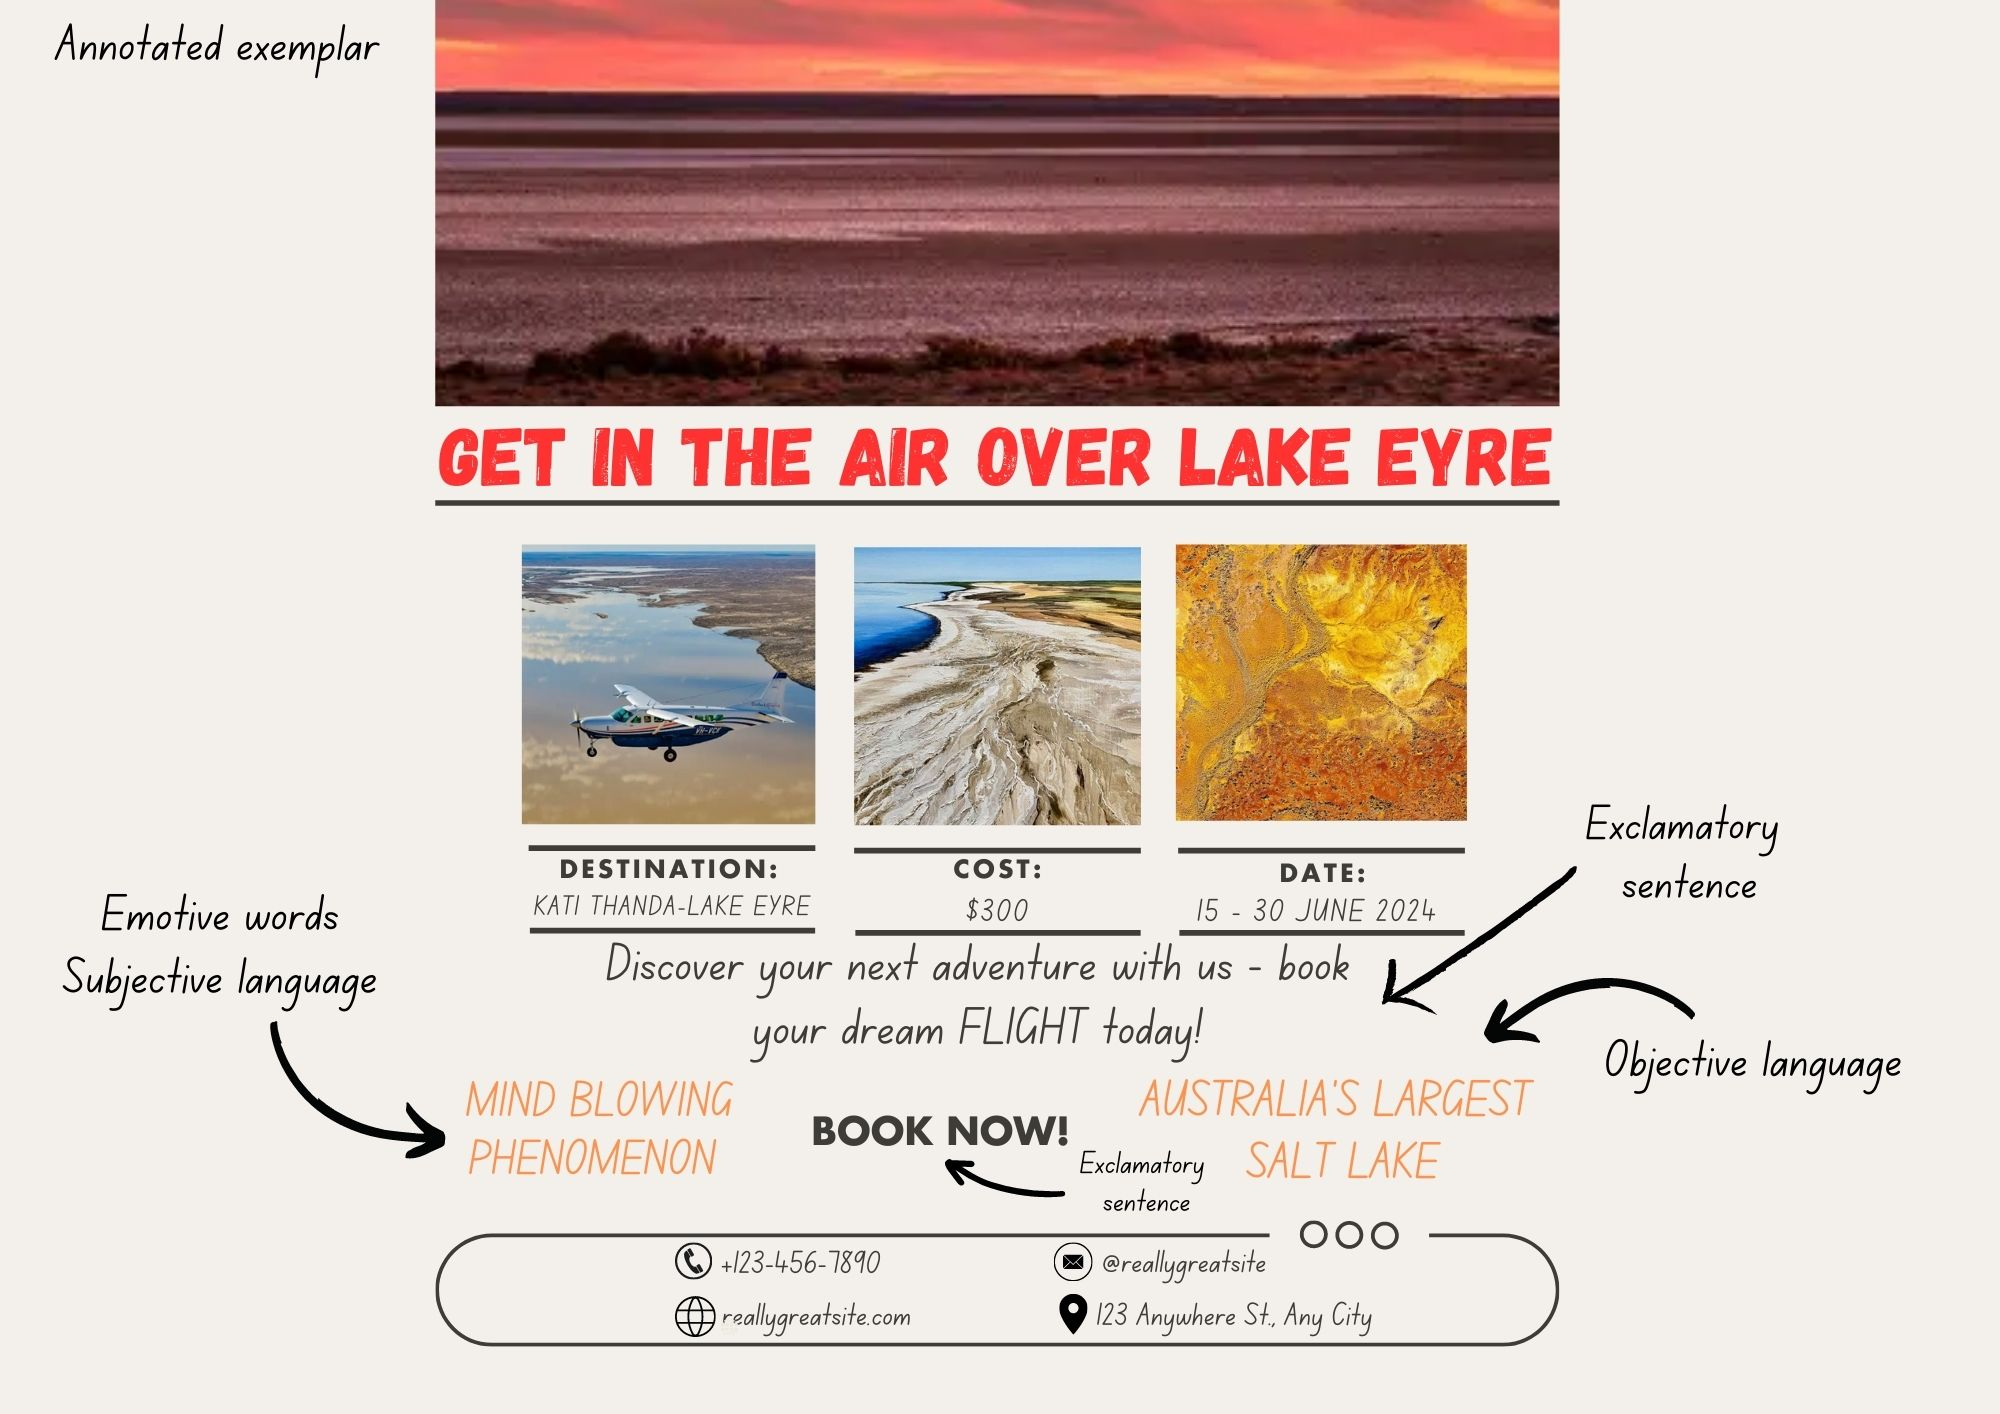 Annotated exemplar
GET IN THE AIR OVER LAKE EYRE
VH-VCV
DESTINATION:
KATI THANDA-LAKE EYRE
COST:
$300
DATE:
15 - 30 JUNE 2024
Exclamatory
sentence
Emotive words
Subjective language
Discover your next adventure with us - book
your dream FLIGHT today!
Objective language
MIND BLOWING
PHENOMENON
BOOK NOW!
Exclamatory
sentence
AUSTRALIA'S LARGEST
SALT LAKE
+123-456-7890
@reallygreatsite
reallygreatsite.com
123 Anywhere St., Any City